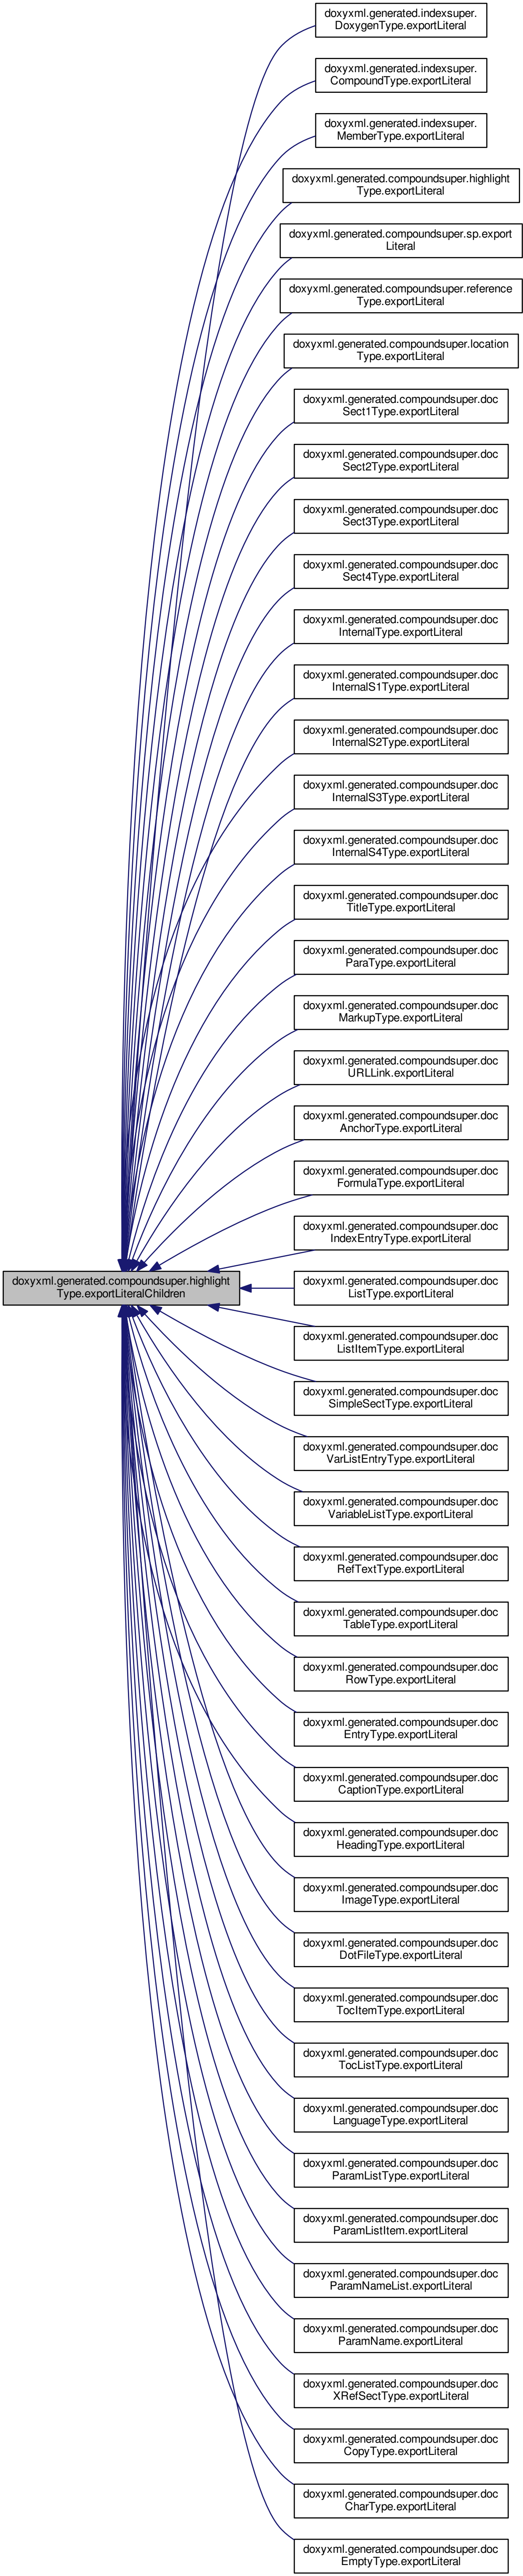 doxyxml.generated.indexsuper.
DoxygenType.exportLiteral
doxyxml.generated.indexsuper.
CompoundType.exportLiteral
doxyxml.generated.indexsuper.
MemberType.exportLiteral
doxyxml.generated.compoundsuper.highlight
Type.exportLiteral
doxyxml.generated.compoundsuper.sp.export
Literal
doxyxml.generated.compoundsuper.reference
Type.exportLiteral
doxyxml.generated.compoundsuper.location
Type.exportLiteral
doxyxml.generated.compoundsuper.doc
Sect1Type.exportLiteral
doxyxml.generated.compoundsuper.doc
Sect2Type.exportLiteral
doxyxml.generated.compoundsuper.doc
Sect3Type.exportLiteral
doxyxml.generated.compoundsuper.doc
Sect4Type.exportLiteral
doxyxml.generated.compoundsuper.doc
InternalType.exportLiteral
doxyxml.generated.compoundsuper.doc
InternalS1Type.exportLiteral
doxyxml.generated.compoundsuper.doc
InternalS2Type.exportLiteral
doxyxml.generated.compoundsuper.doc
InternalS3Type.exportLiteral
doxyxml.generated.compoundsuper.doc
InternalS4Type.exportLiteral
doxyxml.generated.compoundsuper.doc
TitleType.exportLiteral
doxyxml.generated.compoundsuper.doc
ParaType.exportLiteral
doxyxml.generated.compoundsuper.doc
MarkupType.exportLiteral
doxyxml.generated.compoundsuper.doc
URLLink.exportLiteral
doxyxml.generated.compoundsuper.doc
AnchorType.exportLiteral
doxyxml.generated.compoundsuper.doc
FormulaType.exportLiteral
doxyxml.generated.compoundsuper.doc
IndexEntryType.exportLiteral
doxyxml.generated.compoundsuper.highlight
Type.exportLiteralChildren
doxyxml.generated.compoundsuper.doc
ListType.exportLiteral
doxyxml.generated.compoundsuper.doc
ListItemType.exportLiteral
doxyxml.generated.compoundsuper.doc
SimpleSectType.exportLiteral
doxyxml.generated.compoundsuper.doc
VarListEntryType.exportLiteral
doxyxml.generated.compoundsuper.doc
VariableListType.exportLiteral
doxyxml.generated.compoundsuper.doc
RefTextType.exportLiteral
doxyxml.generated.compoundsuper.doc
TableType.exportLiteral
doxyxml.generated.compoundsuper.doc
RowType.exportLiteral
doxyxml.generated.compoundsuper.doc
EntryType.exportLiteral
doxyxml.generated.compoundsuper.doc
CaptionType.exportLiteral
doxyxml.generated.compoundsuper.doc
HeadingType.exportLiteral
doxyxml.generated.compoundsuper.doc
ImageType.exportLiteral
doxyxml.generated.compoundsuper.doc
DotFileType.exportLiteral
doxyxml.generated.compoundsuper.doc
TocItemType.exportLiteral
doxyxml.generated.compoundsuper.doc
TocListType.exportLiteral
doxyxml.generated.compoundsuper.doc
LanguageType.exportLiteral
doxyxml.generated.compoundsuper.doc
ParamListType.exportLiteral
doxyxml.generated.compoundsuper.doc
ParamListItem.exportLiteral
doxyxml.generated.compoundsuper.doc
ParamNameList.exportLiteral
doxyxml.generated.compoundsuper.doc
ParamName.exportLiteral
doxyxml.generated.compoundsuper.doc
XRefSectType.exportLiteral
doxyxml.generated.compoundsuper.doc
CopyType.exportLiteral
doxyxml.generated.compoundsuper.doc
CharType.exportLiteral
doxyxml.generated.compoundsuper.doc
EmptyType.exportLiteral